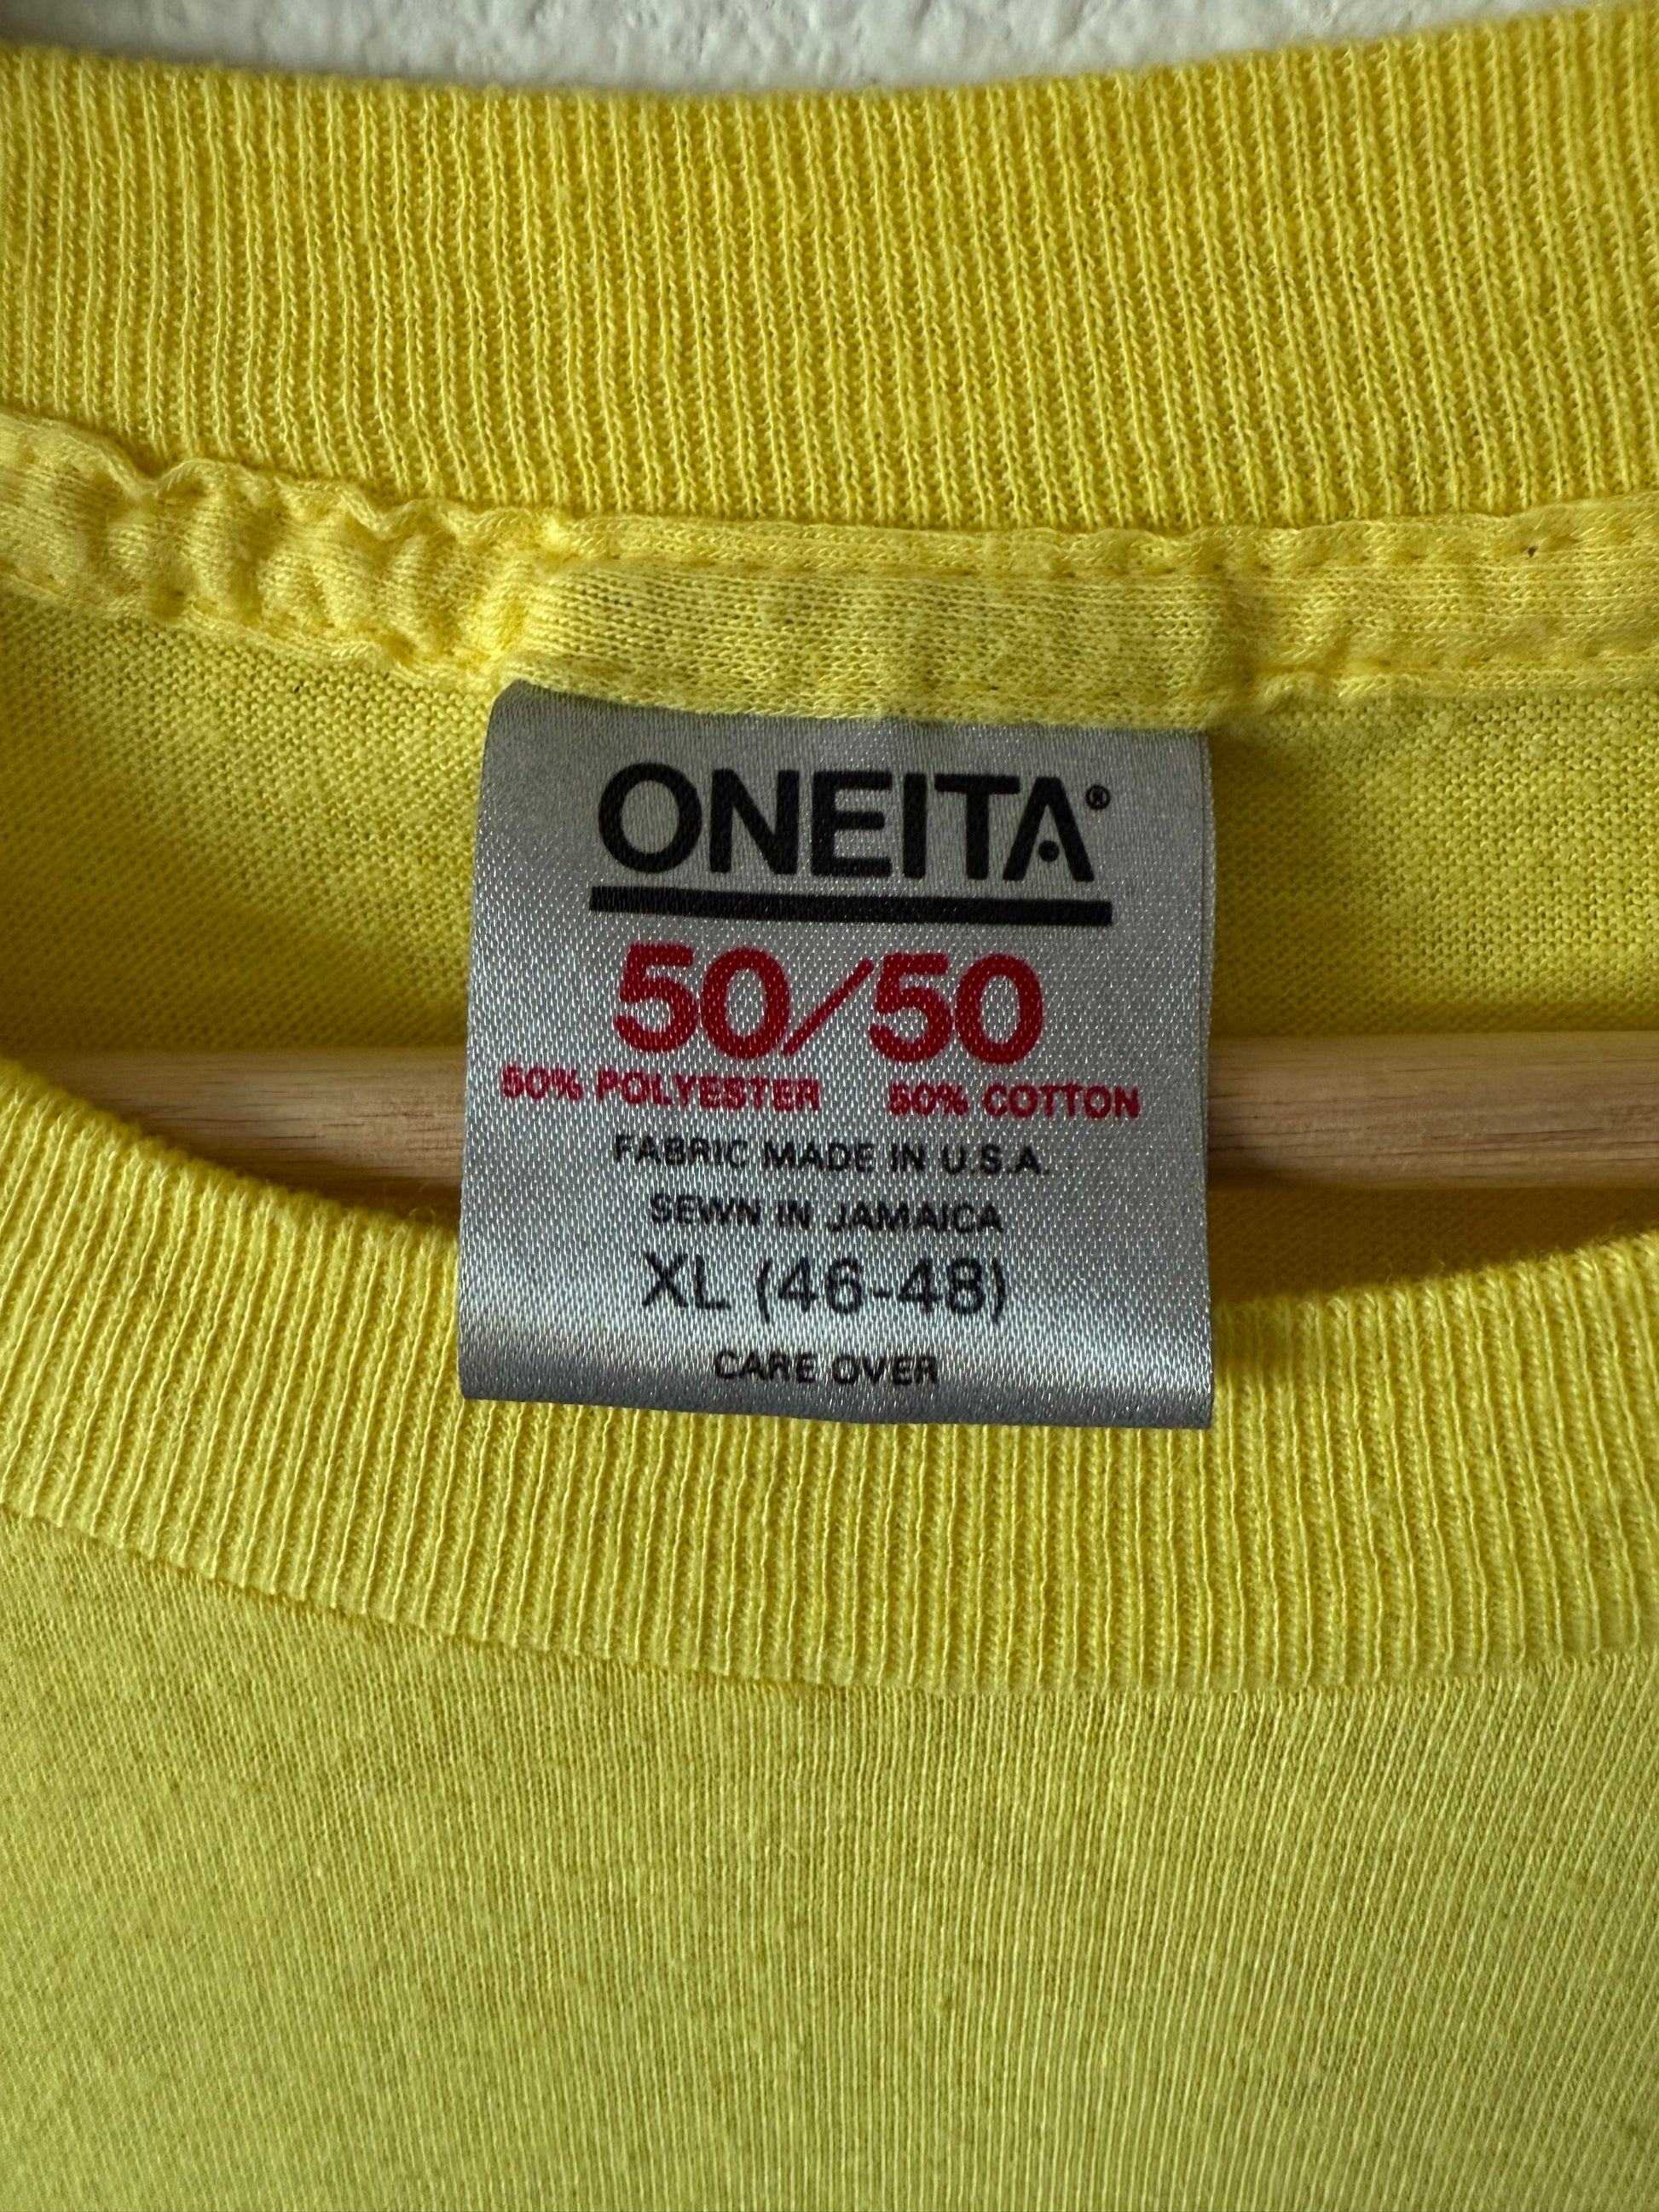 ONEITA®
50/50
50% POLYESTER 50% COTTON
FABRIC MADE IN U.S.A.
SEWN IN JAMAICA
XL (46-48)
CARE OVER